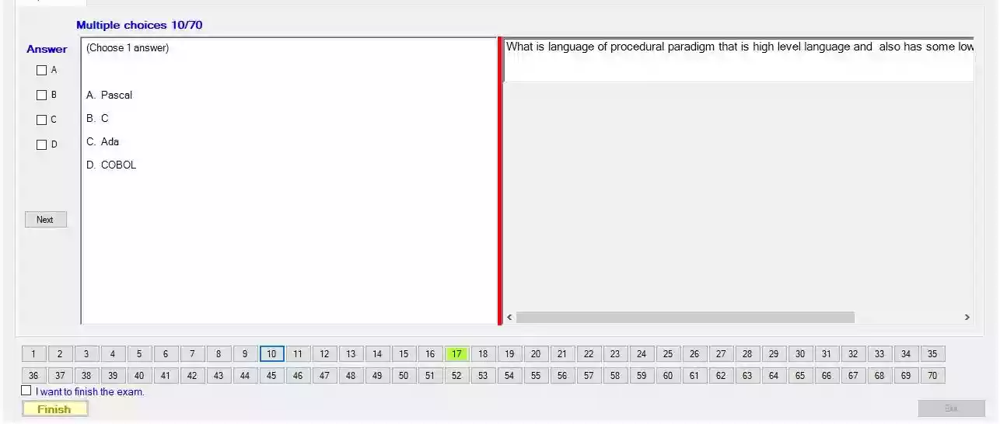 Multiple choices 10/70
Answer
A
B
C
D
Next
(Choose 1 answer)
A. Pascal
B. C
C. Ada
D. COBOL
What is language of procedural paradigm that is high level language and also has some low
1 2 3 4 5 6 7 8 9 10 11 12 13 14 15 16 17 18 19 20 21 22 23 24 25 26 27 28 29 30 31 32 33 34 35
36 37 38 39 40 41 42 43 44 45 46 47 48 49 50 51 52 53 54 55 56 57 58 59 60 61 62 63 64 65 66 67 68 69 70
I want to finish the exam.
Finish
Exit